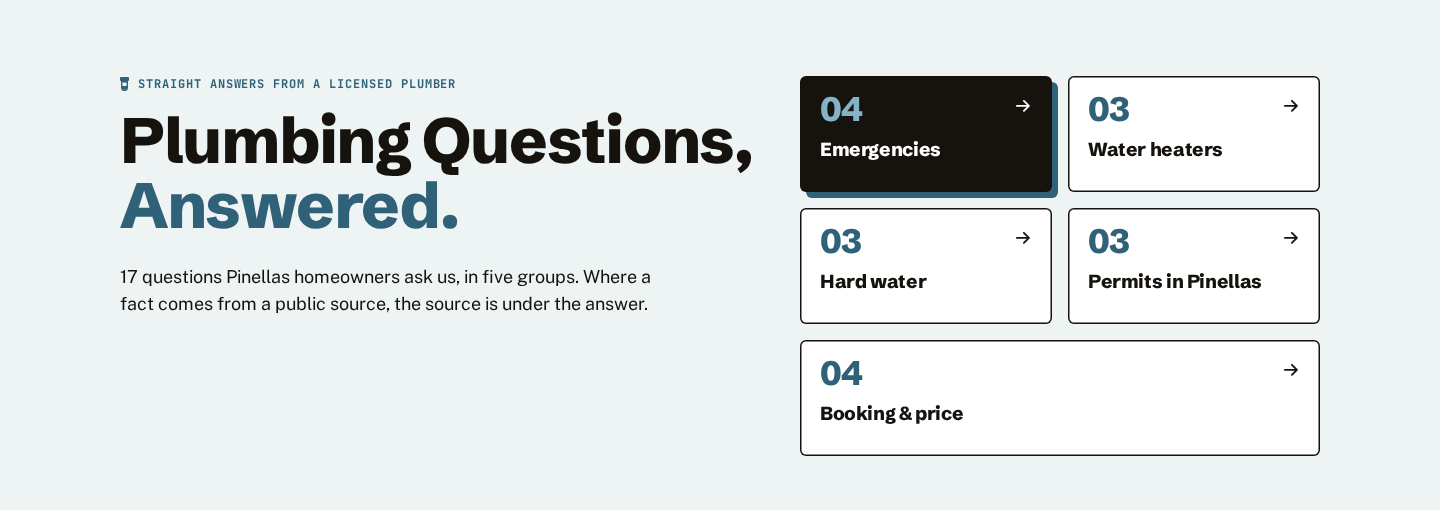 STRAIGHT ANSWERS FROM A LICENSED PLUMBER
Plumbing Questions,
Answered.
17 questions Pinellas homeowners ask us, in five groups. Where a
fact comes from a public source, the source is under the answer.
04
Emergencies
03
Water heaters
03
Hard water
03
Permits in Pinellas
04
Booking & price